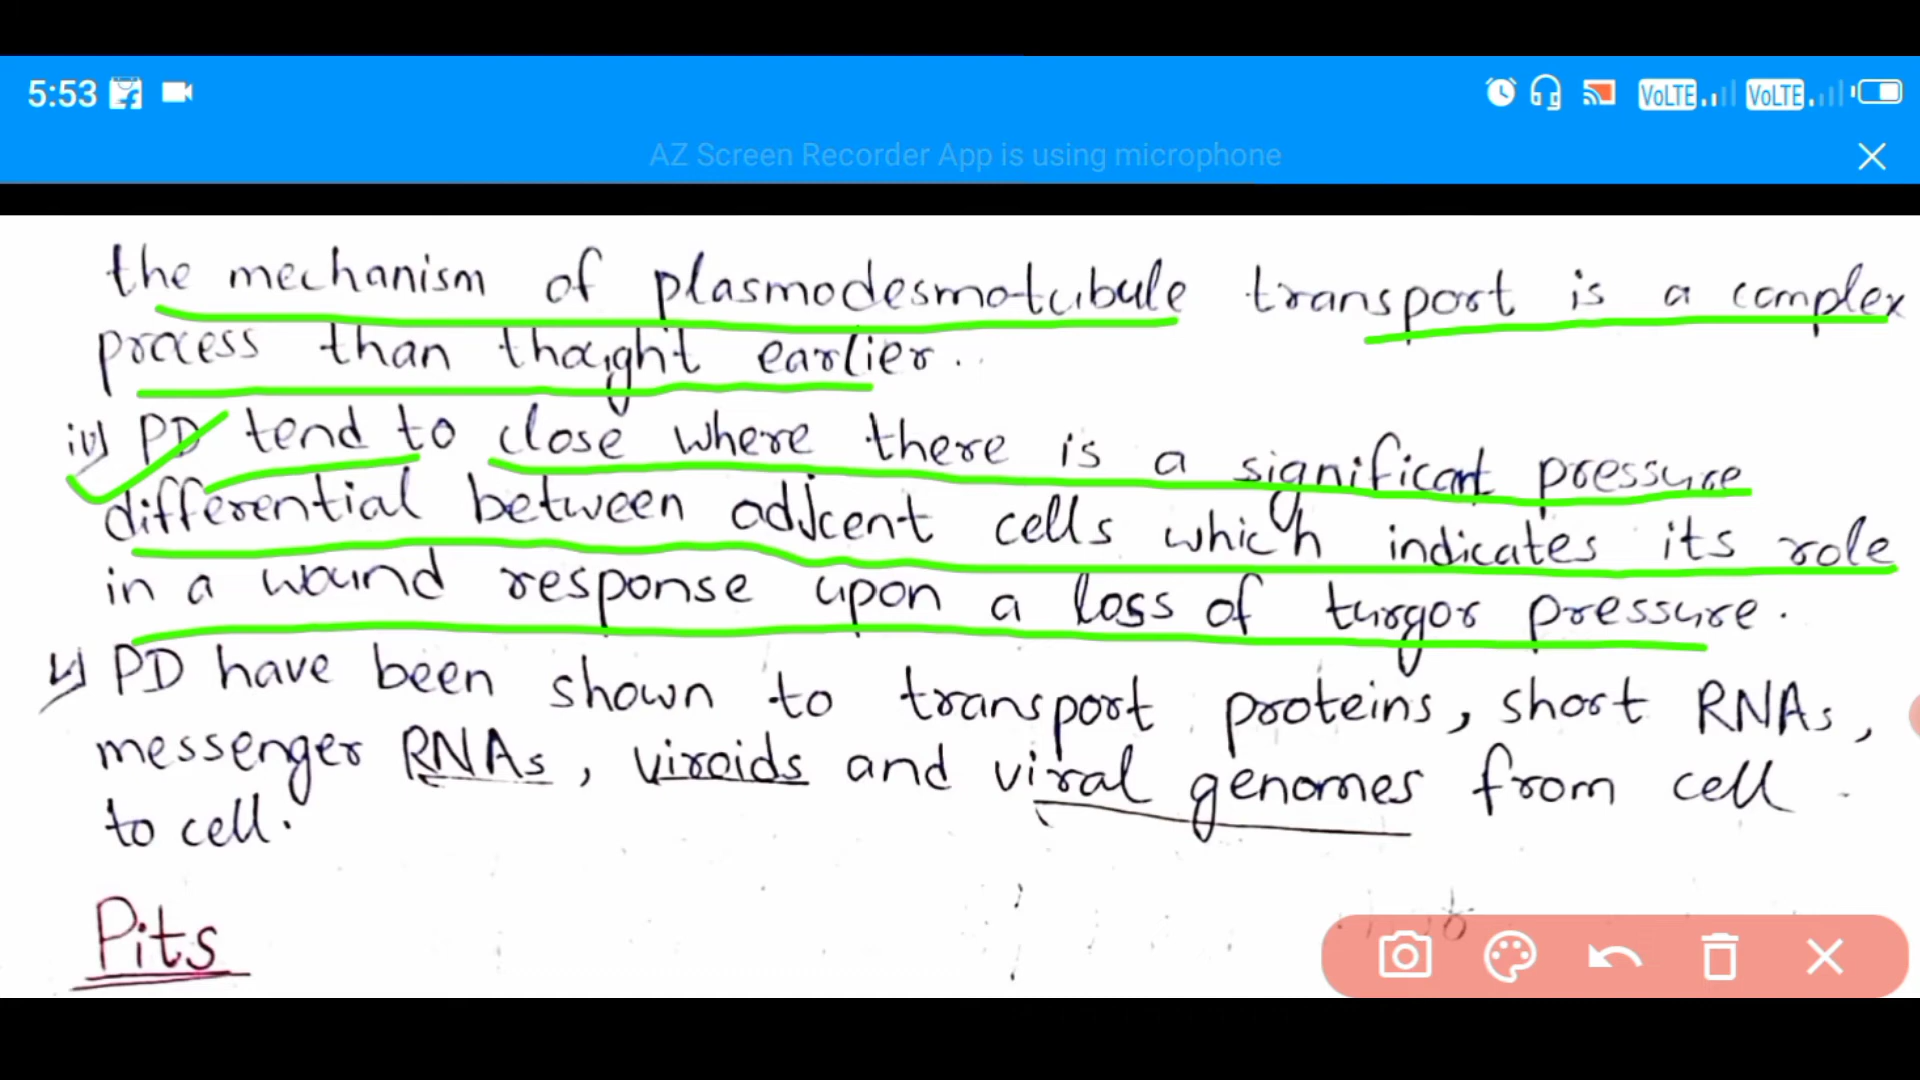 5:53
VoLTE VoLTE
AZ Screen Recorder App is using microphone
the mechanism of plasmodesmotubule transport is a complex
process than thought earlier.
iv) PD tend to close where there is a significant pressure
differential between adjcent cells which indicates its role
in a wound response upon a loss of turgor pressure.
v) PD have been shown to transport proteins, short RNAs,
messenger RNAs, viroids and viral genomes from cell
to cell.
Pits